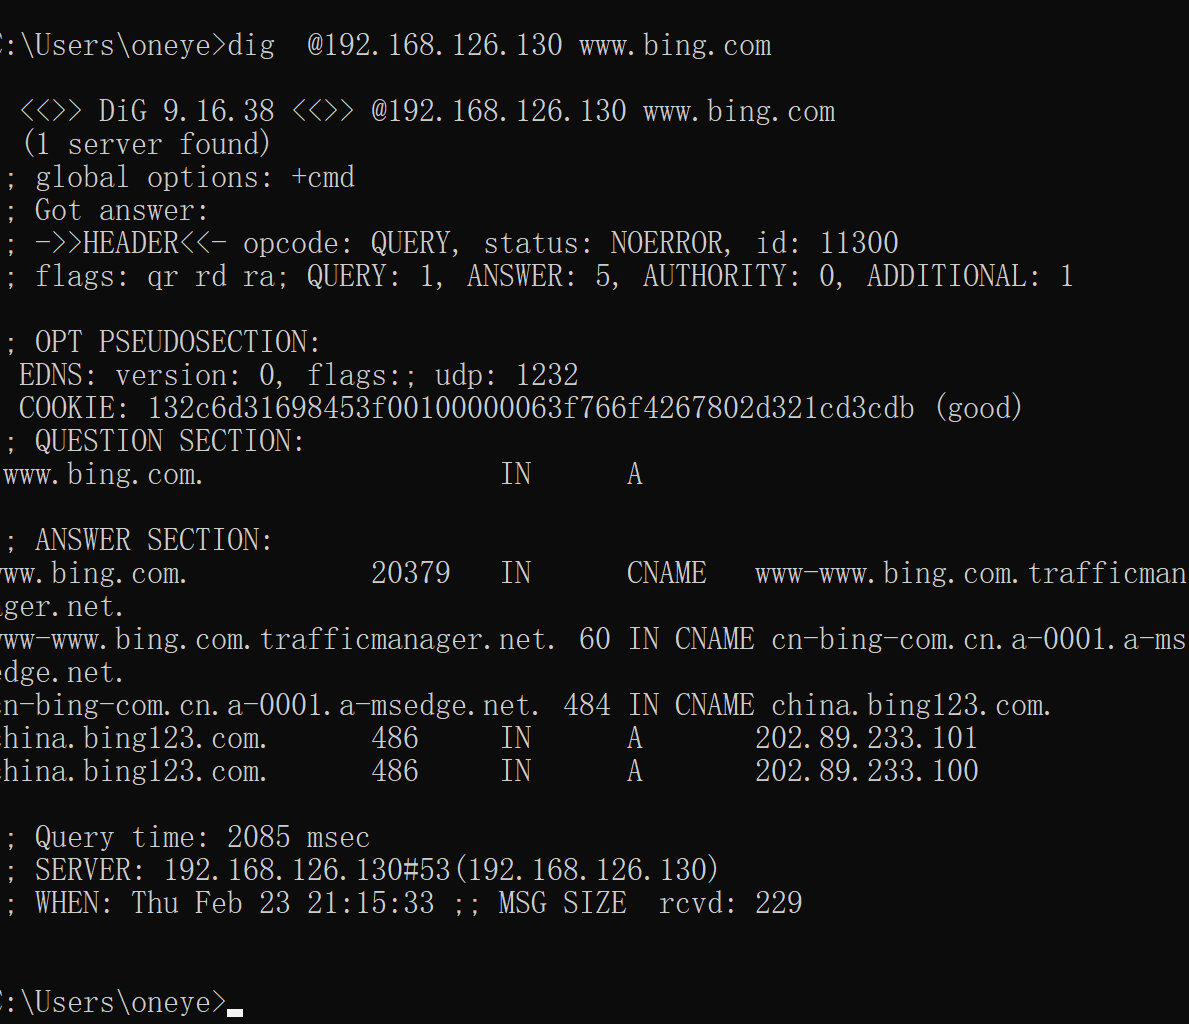 :\Users\oneye>dig  @192.168.126.130 www.bing.com
<<>> DiG 9.16.38 <<>> @192.168.126.130 www.bing.com
(1 server found)
; global options: +cmd
; Got answer:
; ->>HEADER<<- opcode: QUERY, status: NOERROR, id: 11300
; flags: qr rd ra; QUERY: 1, ANSWER: 5, AUTHORITY: 0, ADDITIONAL: 1
; OPT PSEUDOSECTION:
EDNS: version: 0, flags:; udp: 1232
COOKIE: 132c6d31698453f00100000063f766f4267802d321cd3cdb (good)
; QUESTION SECTION:
www.bing.com.                   IN      A
; ANSWER SECTION:
ww.bing.com.            20379   IN      CNAME   www-www.bing.com.trafficman
ger.net.
ww-www.bing.com.trafficmanager.net. 60 IN CNAME cn-bing-com.cn.a-0001.a-ms
edge.net.
n-bing-com.cn.a-0001.a-msedge.net. 484 IN CNAME china.bing123.com.
hina.bing123.com.       486     IN      A       202.89.233.101
hina.bing123.com.       486     IN      A       202.89.233.100
; Query time: 2085 msec
; SERVER: 192.168.126.130#53(192.168.126.130)
; WHEN: Thu Feb 23 21:15:33 ;; MSG SIZE  rcvd: 229
:\Users\oneye>